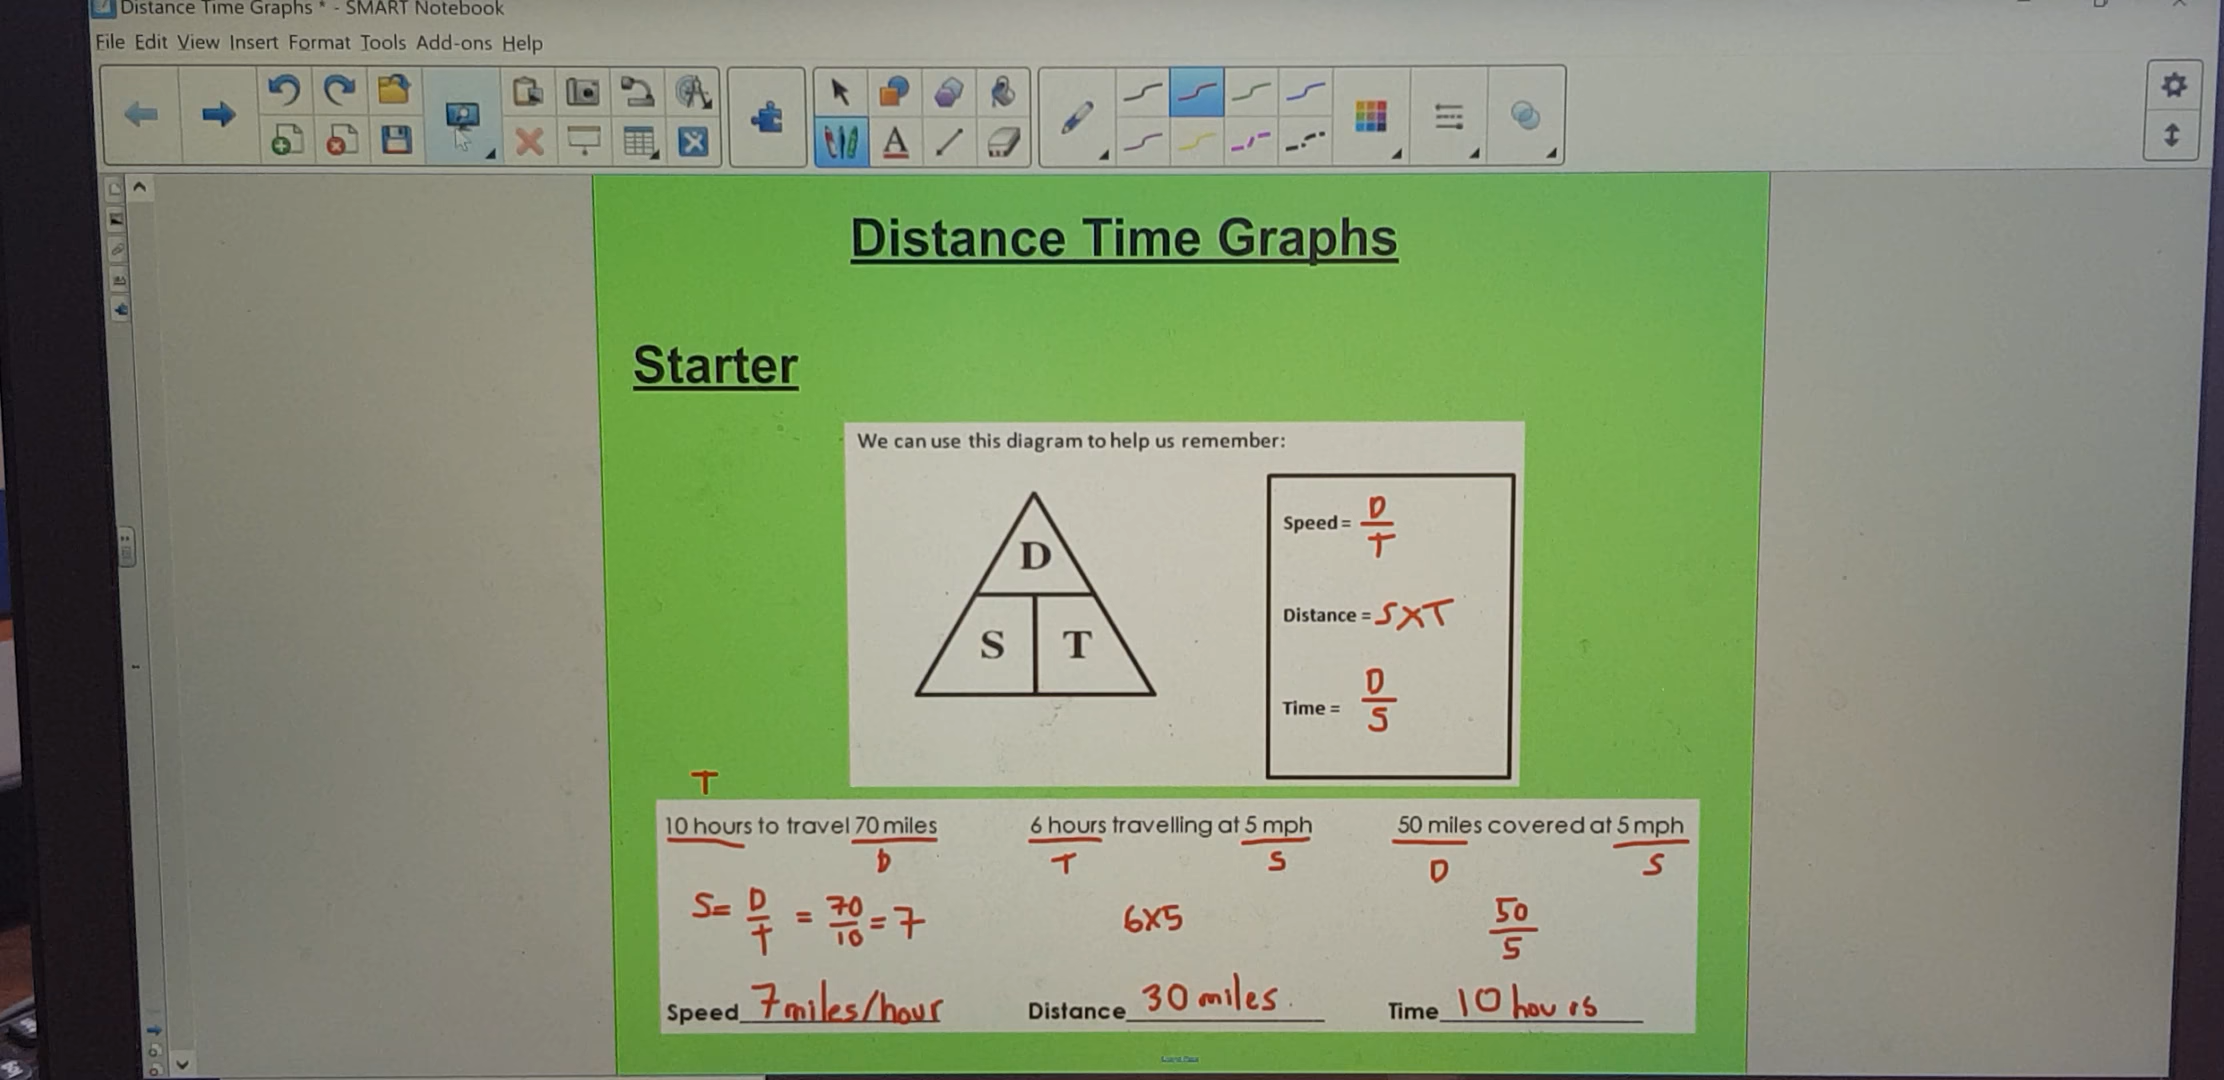 Distance Time Graphs * - SMART Notebook
File Edit View Insert Format Tools Add-ons Help
Distance Time Graphs
Starter
We can use this diagram to help us remember:
D
S T
Speed = D/T
Distance = S×T
Time = D/S
T
10 hours to travel 70 miles
D
S= D/T = 70/10 = 7
Speed 7 miles/hour
6 hours travelling at 5 mph
T S
6×5
Distance 30 miles.
50 miles covered at 5 mph
D S
50/5
Time 10 hours